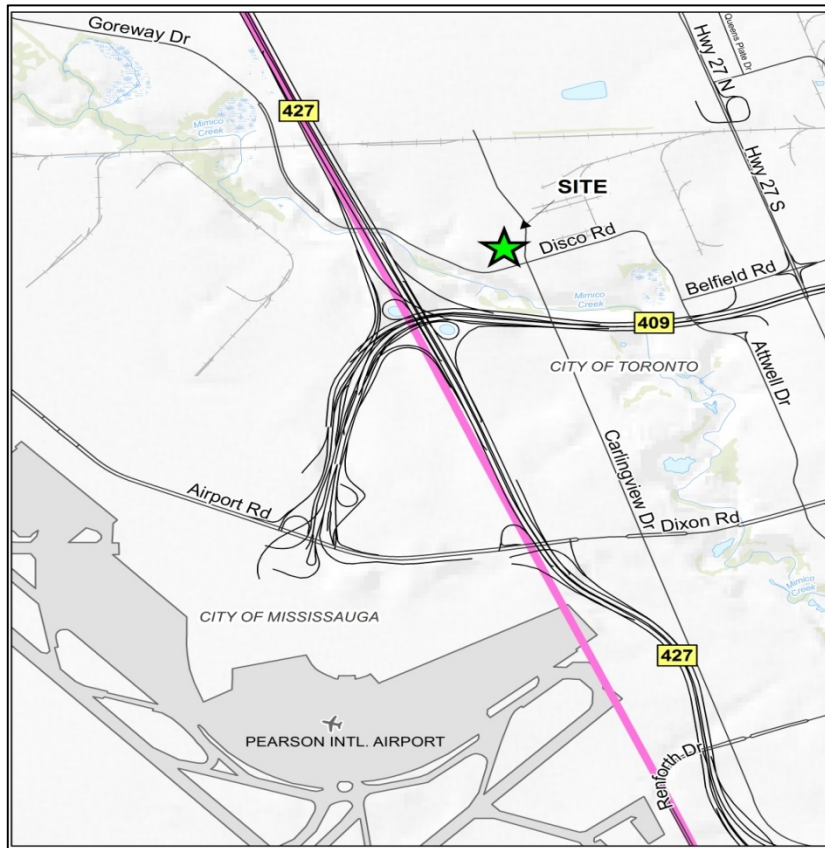 Goreway Dr
Queens Plate Dr
Hwy 27 N
427
Mimico
Creek
Hwy 27 S
SITE
Disco Rd
Belfield Rd
Mimico
Creek
409
CITY OF TORONTO
Attwell Dr
Carlingview Dr
Airport Rd
Dixon Rd
Mimico
Creek
CITY OF MISSISSAUGA
427
PEARSON INTL. AIRPORT
Renforth Dr